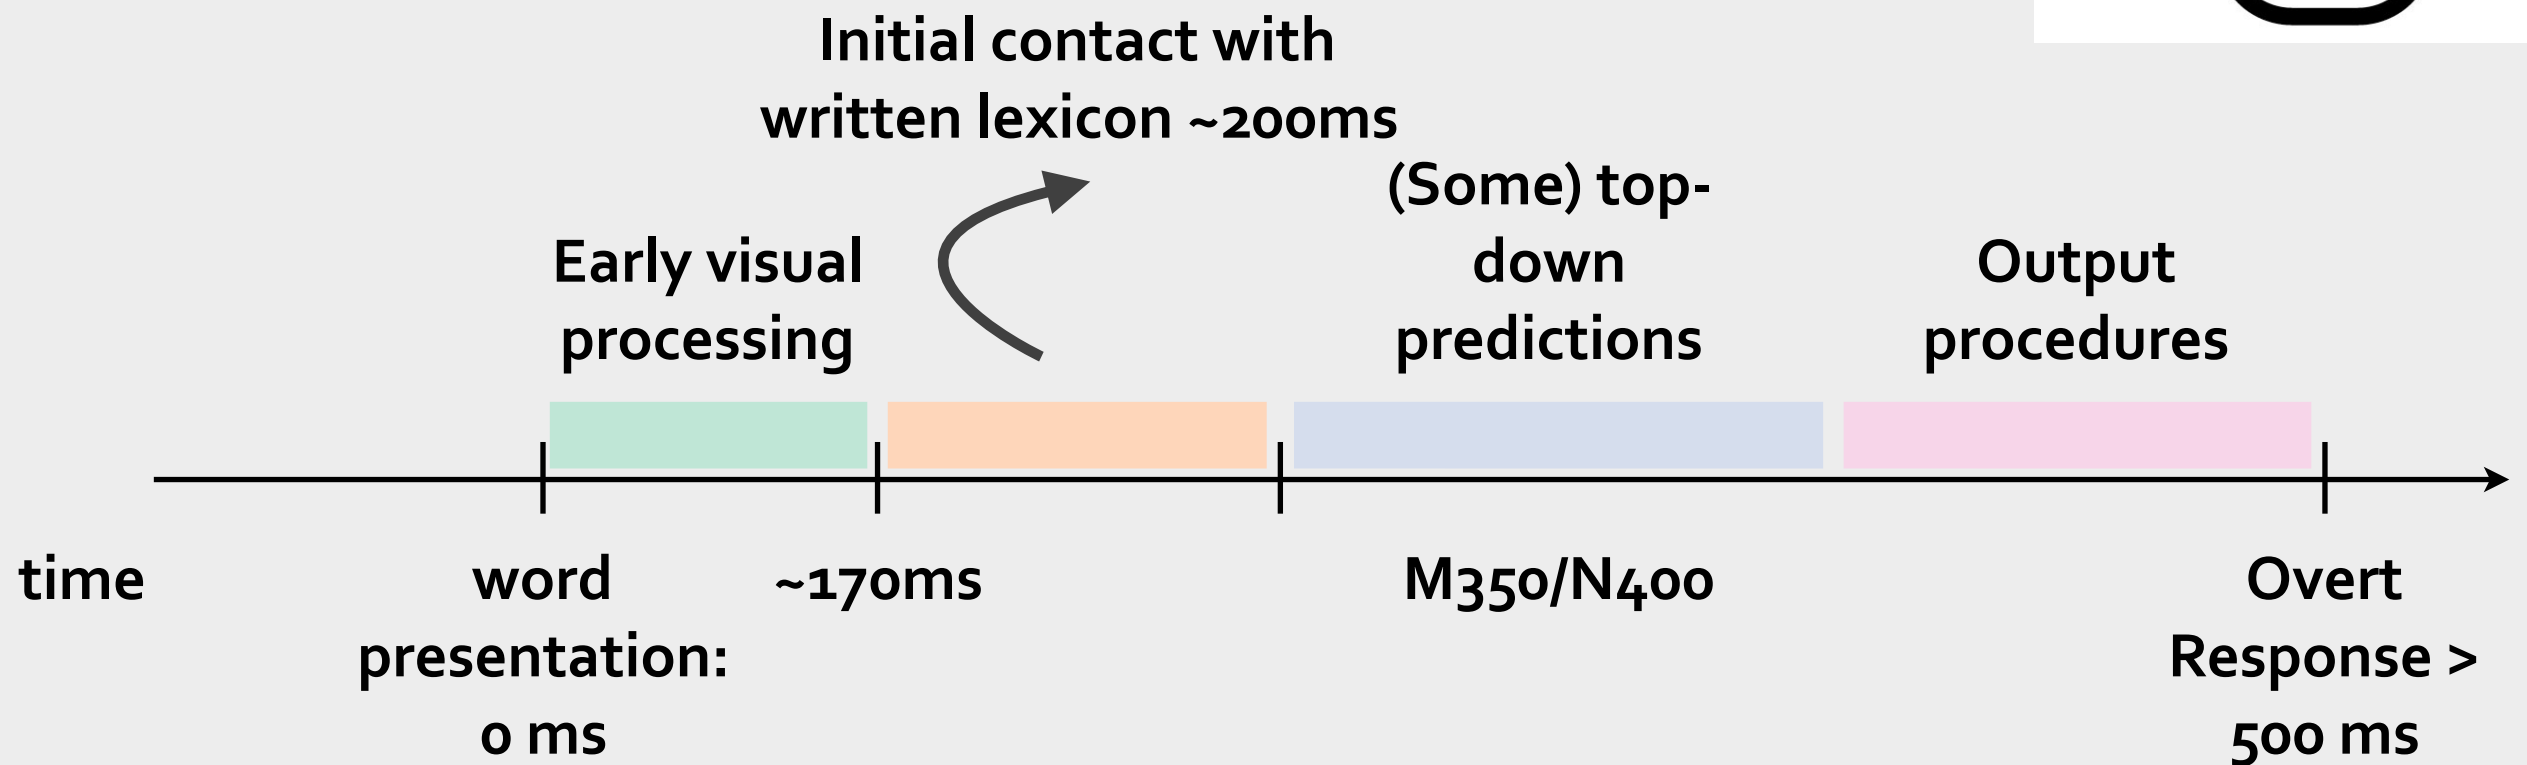 Initial contact with
written lexicon ~200ms
Early visual
processing
(Some) top-
down
predictions
Output
procedures
time
word
presentation:
0 ms
~170ms
M350/N400
Overt
Response >
500 ms